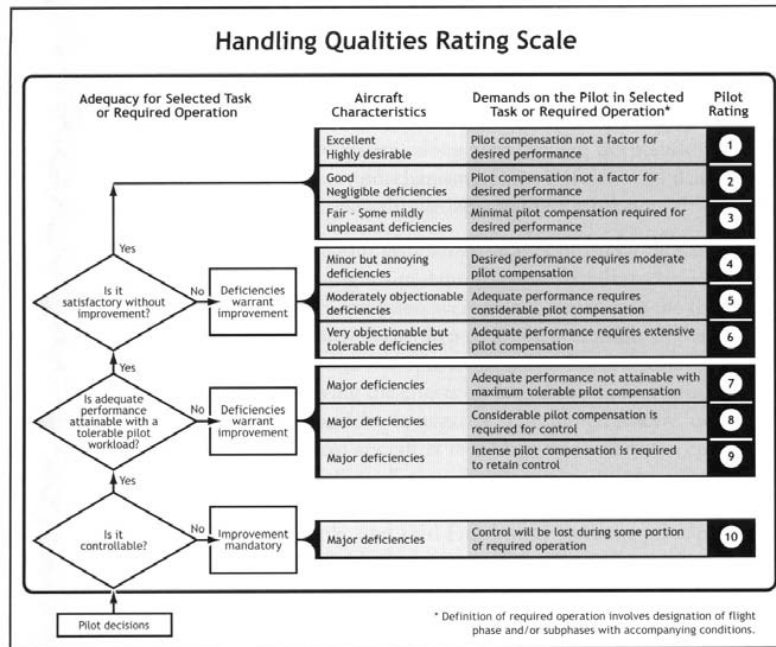 Handling Qualities Rating Scale
Adequacy for Selected Task
or Required Operation
Aircraft
Characteristics
Demands on the Pilot in Selected
Task or Required Operation*
Pilot
Rating
Excellent
Highly desirable
Pilot compensation not a factor for
desired performance
1
Good
Negligible deficiencies
Pilot compensation not a factor for
desired performance
2
Fair - Some mildly
unpleasant deficiencies
Minimal pilot compensation required for
desired performance
3
Yes
Is it
satisfactory without
improvement?
No
Deficiencies
warrant
improvement
Minor but annoying
deficiencies
Desired performance requires moderate
pilot compensation
4
Moderately objectionable
deficiencies
Adequate performance requires
considerable pilot compensation
5
Very objectionable but
tolerable deficiencies
Adequate performance requires extensive
pilot compensation
6
Yes
Is adequate
performance
attainable with a
tolerable pilot
workload?
No
Deficiencies
warrant
improvement
Major deficiencies
Adequate performance not attainable with
maximum tolerable pilot compensation
7
Major deficiencies
Considerable pilot compensation is
required for control
8
Major deficiencies
Intense pilot compensation is required
to retain control
9
Yes
Is it
controllable?
No
Improvement
mandatory
Major deficiencies
Control will be lost during some portion
of required operation
10
Pilot decisions
* Definition of required operation involves designation of flight
phase and/or subphases with accompanying conditions.